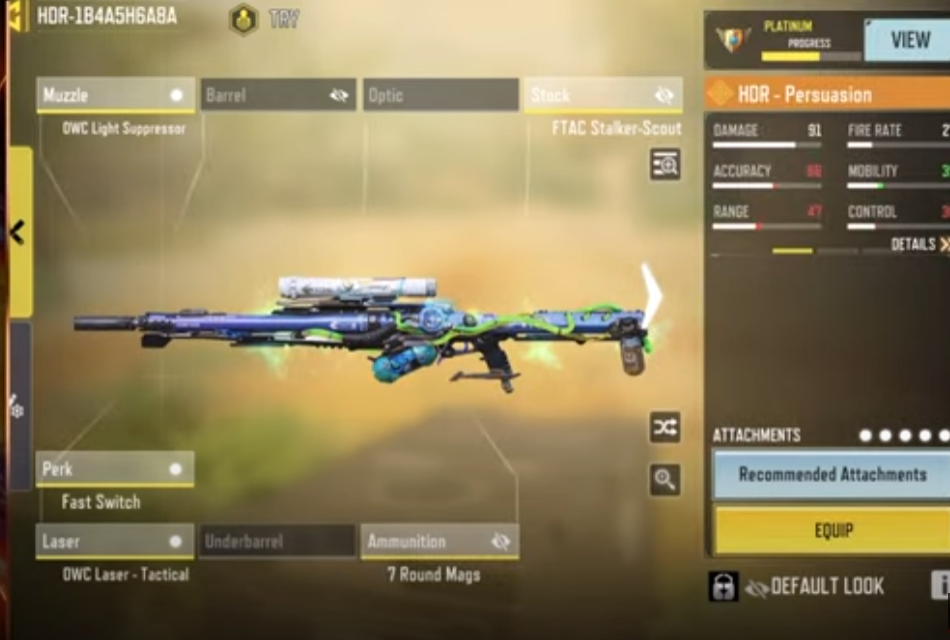 HDR-1B4A5H6A8A
TRY
PLATINUM
PROGRESS
VIEW
Muzzle
Barrel
Optic
Stock
OWC Light Suppressor
FTAC Stalker-Scout
HDR - Persuasion
DAMAGE 91
FIRE RATE
ACCURACY
MOBILITY
RANGE 47
CONTROL
DETAILS
ATTACHMENTS
Recommended Attachments
EQUIP
Perk
Fast Switch
Laser
Underbarrel
Ammunition
OWC Laser - Tactical
7 Round Mags
DEFAULT LOOK